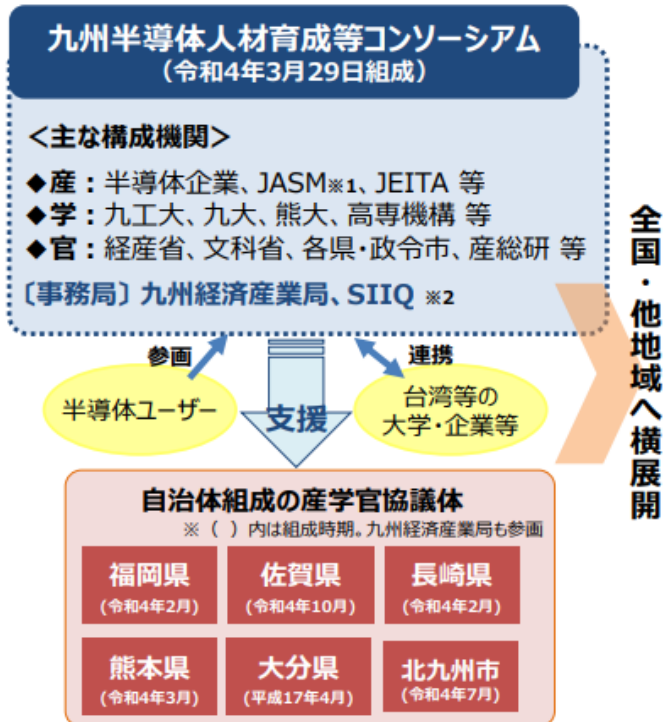 九州半導体人材育成等コンソーシアム
（令和4年3月29日組成）
＜主な構成機関＞
◆産：半導体企業、JASM※1、JEITA 等
◆学：九工大、九大、熊大、高専機構 等
◆官：経産省、文科省、各県・政令市、産総研 等
〔事務局〕九州経済産業局、SIIQ ※2
参画
連携
半導体ユーザー
支援
台湾等の
大学・企業等
全国・他地域へ横展開
自治体組成の産学官協議体
※（ ）内は組成時期。九州経済産業局も参画
福岡県
(令和4年2月)
佐賀県
(令和4年10月)
長崎県
(令和4年2月)
熊本県
(令和4年3月)
大分県
(平成17年4月)
北九州市
(令和4年7月)